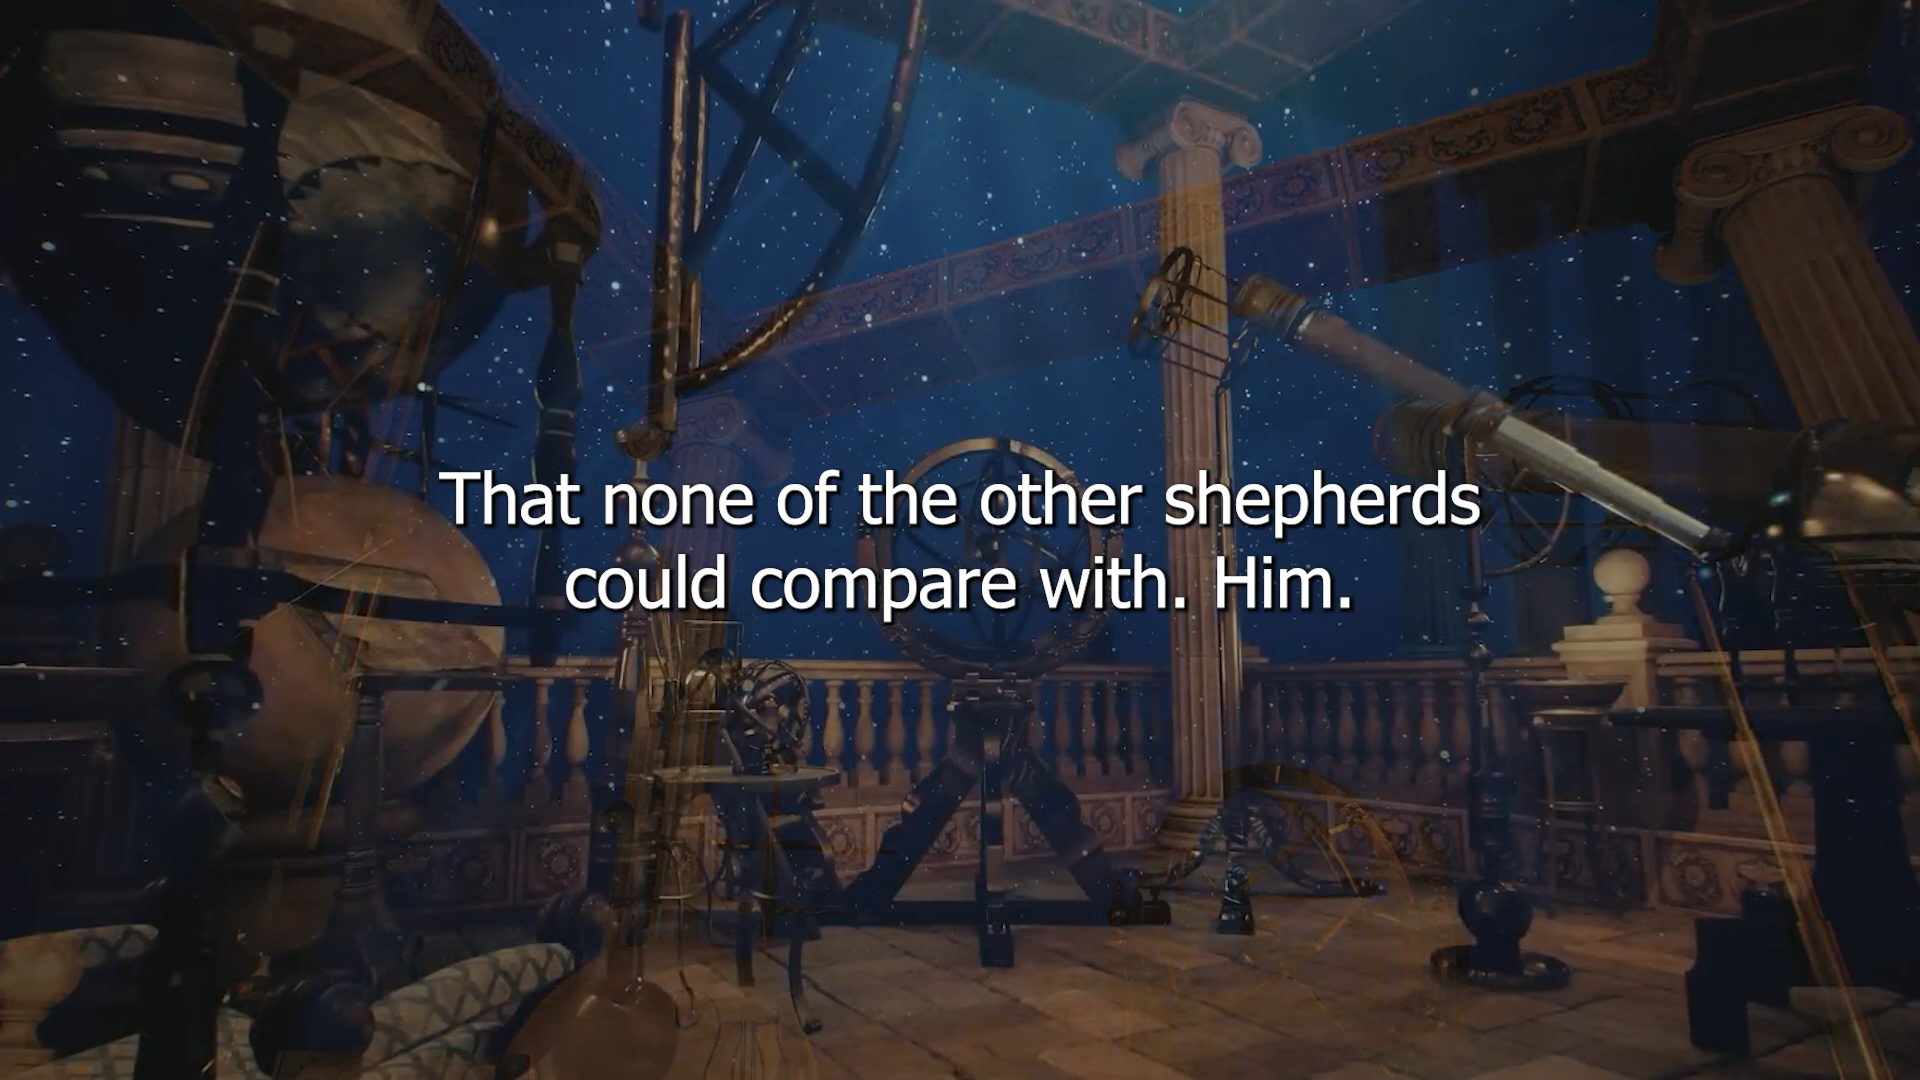 That none of the other shepherds
could compare with. Him.